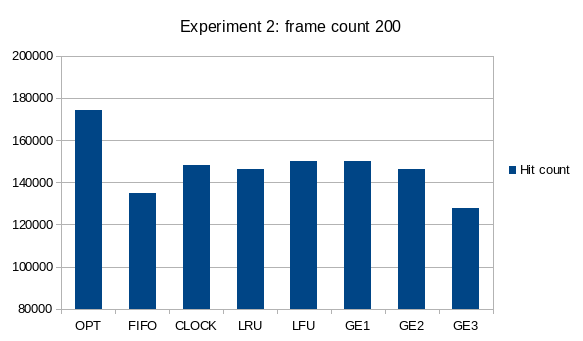 Experiment 2: frame count 200
200000
180000
160000
140000
120000
100000
80000
OPT FIFO CLOCK LRU LFU GE1 GE2 GE3
Hit count